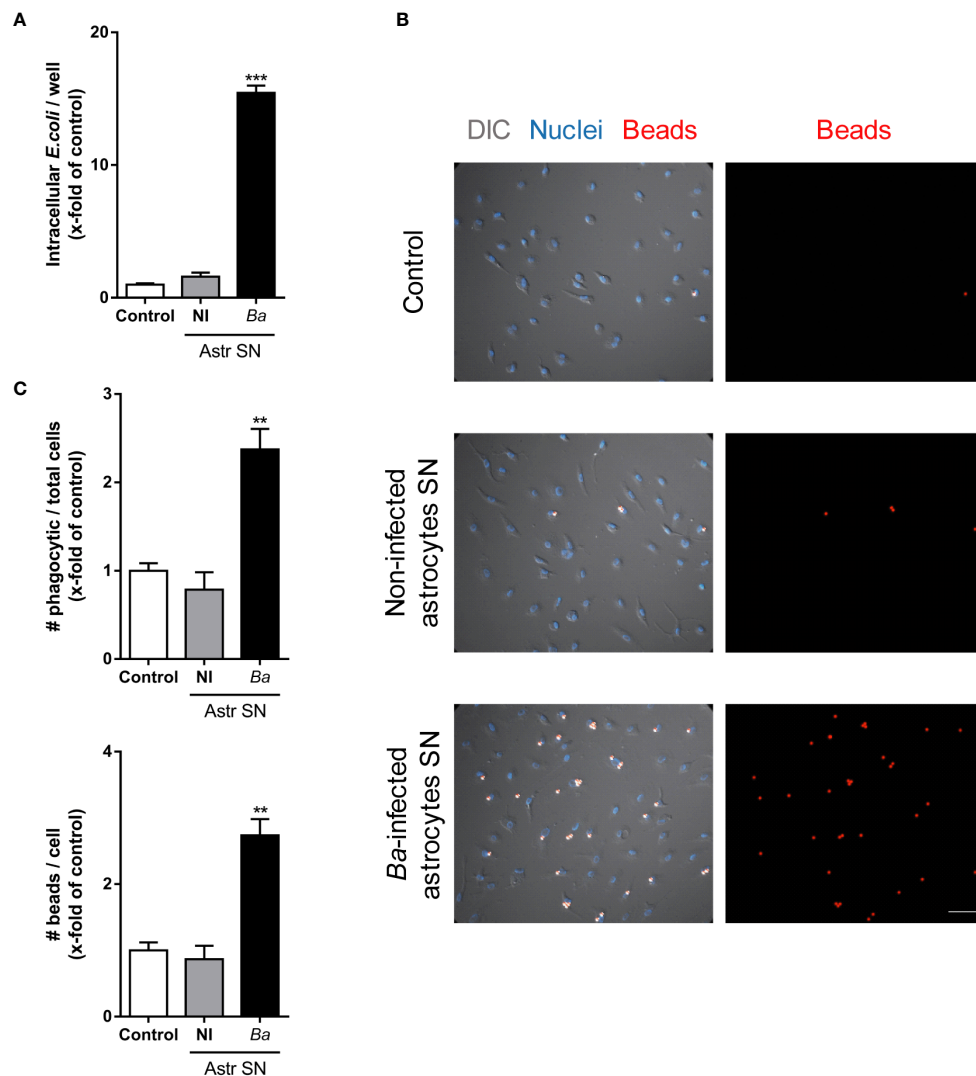 A
Intracellular E.coli / well
(x-fold of control)
20
10
0
***
Control
NI
Ba
Astr SN
B
DIC Nuclei Beads
Beads
Control
Non-infected
astrocytes SN
Ba-infected
astrocytes SN
C
# phagocytic / total cells
(x-fold of control)
3
2
1
0
**
Control
NI
Ba
Astr SN
# beads / cell
(x-fold of control)
4
2
0
**
Control
NI
Ba
Astr SN